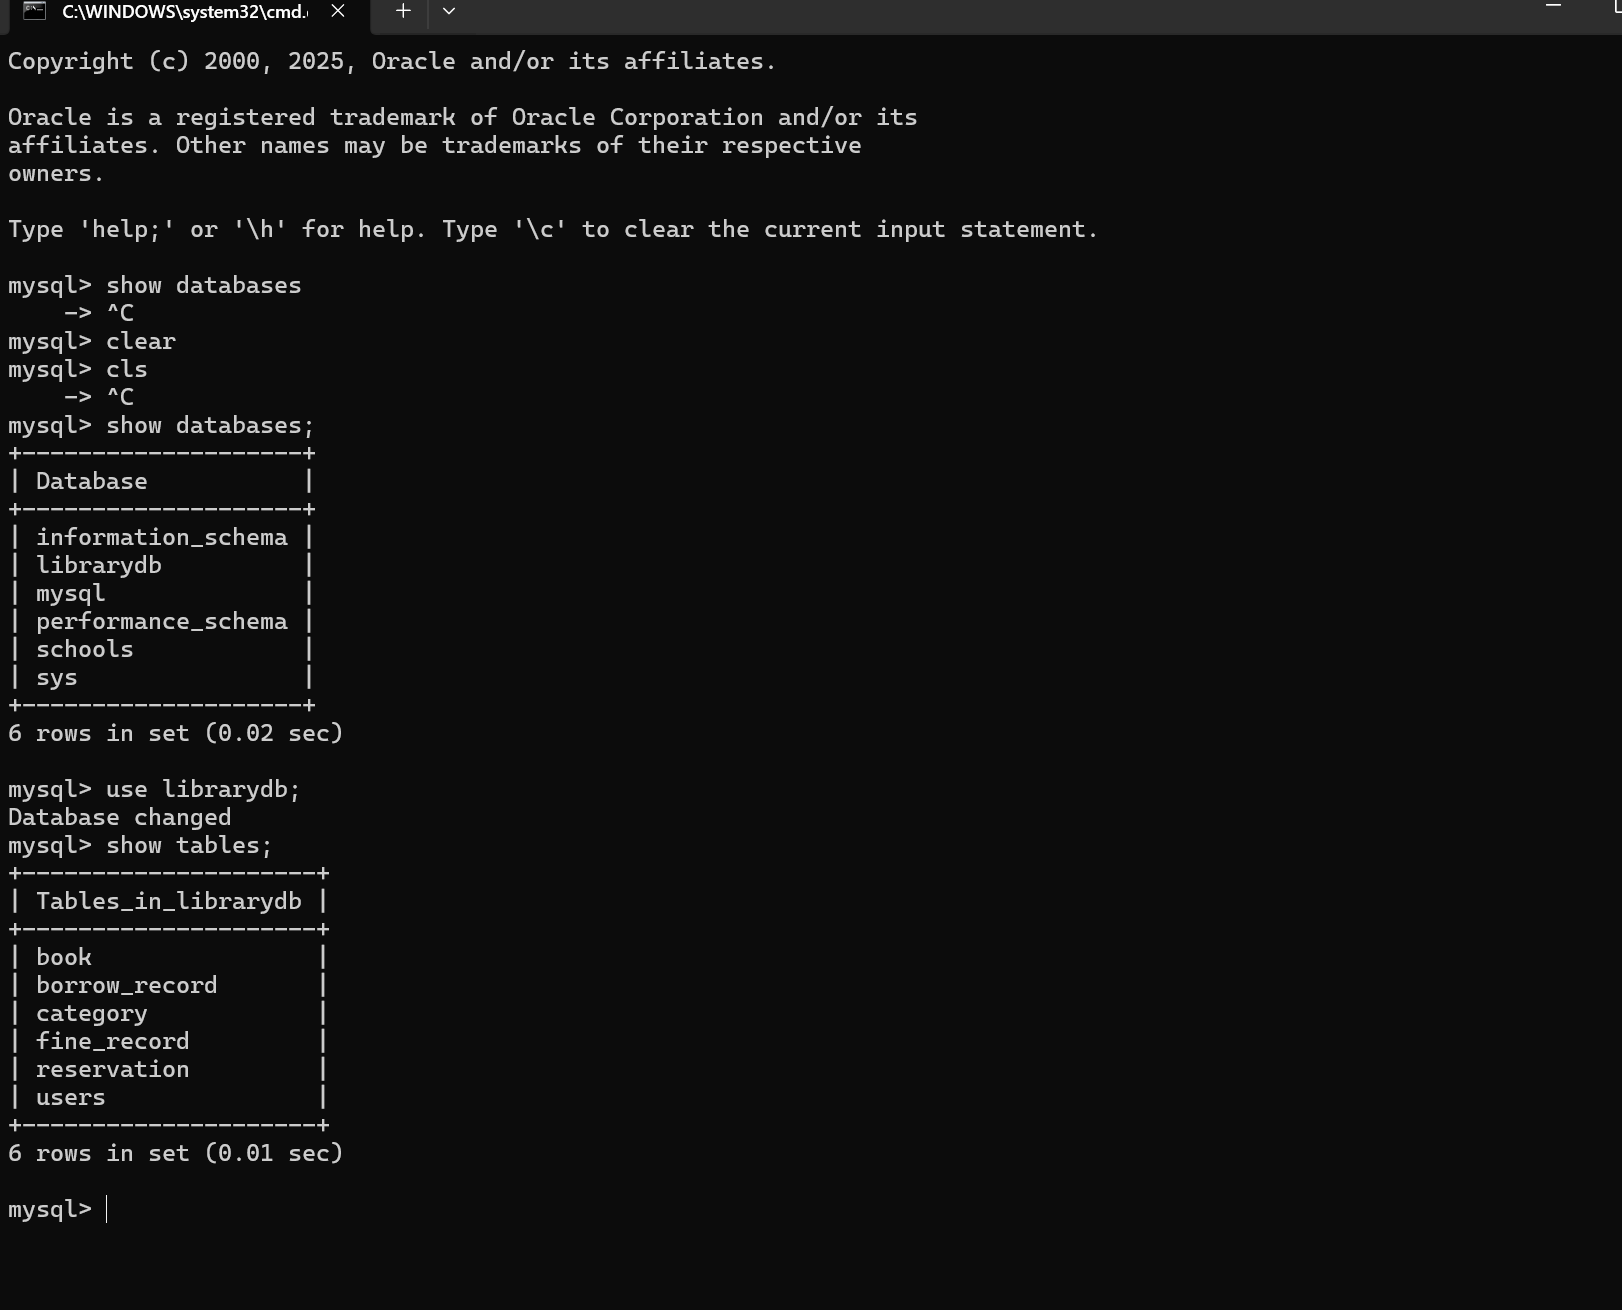 C:\WINDOWS\system32\cmd.
Copyright (c) 2000, 2025, Oracle and/or its affiliates.
Oracle is a registered trademark of Oracle Corporation and/or its
affiliates. Other names may be trademarks of their respective
owners.
Type 'help;' or '\h' for help. Type '\c' to clear the current input statement.
mysql> show databases
    -> ^C
mysql> clear
mysql> cls
    -> ^C
mysql> show databases;
+--------------------+
| Database           |
+--------------------+
| information_schema |
| librarydb          |
| mysql              |
| performance_schema |
| schools            |
| sys                |
+--------------------+
6 rows in set (0.02 sec)
mysql> use librarydb;
Database changed
mysql> show tables;
+---------------------+
| Tables_in_librarydb |
+---------------------+
| book                |
| borrow_record       |
| category            |
| fine_record         |
| reservation         |
| users               |
+---------------------+
6 rows in set (0.01 sec)
mysql>